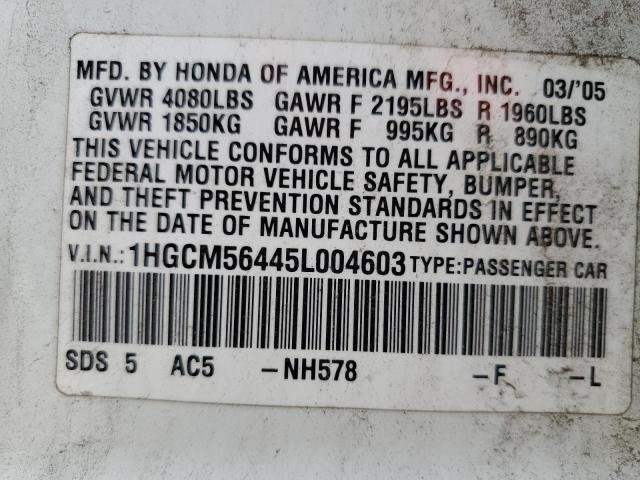 MFD. BY HONDA OF AMERICA MFG., INC. 03/'05
GVWR 4080LBS GAWR F 2195LBS R 1960LBS
GVWR 1850KG GAWR F 995KG R 890KG
THIS VEHICLE CONFORMS TO ALL APPLICABLE
FEDERAL MOTOR VEHICLE SAFETY, BUMPER,
AND THEFT PREVENTION STANDARDS IN EFFECT
ON THE DATE OF MANUFACTURE SHOWN ABOVE.
V.I.N.: 1HGCM56445L004603 TYPE:PASSENGER CAR
SDS 5 AC5 -NH578 -F -L